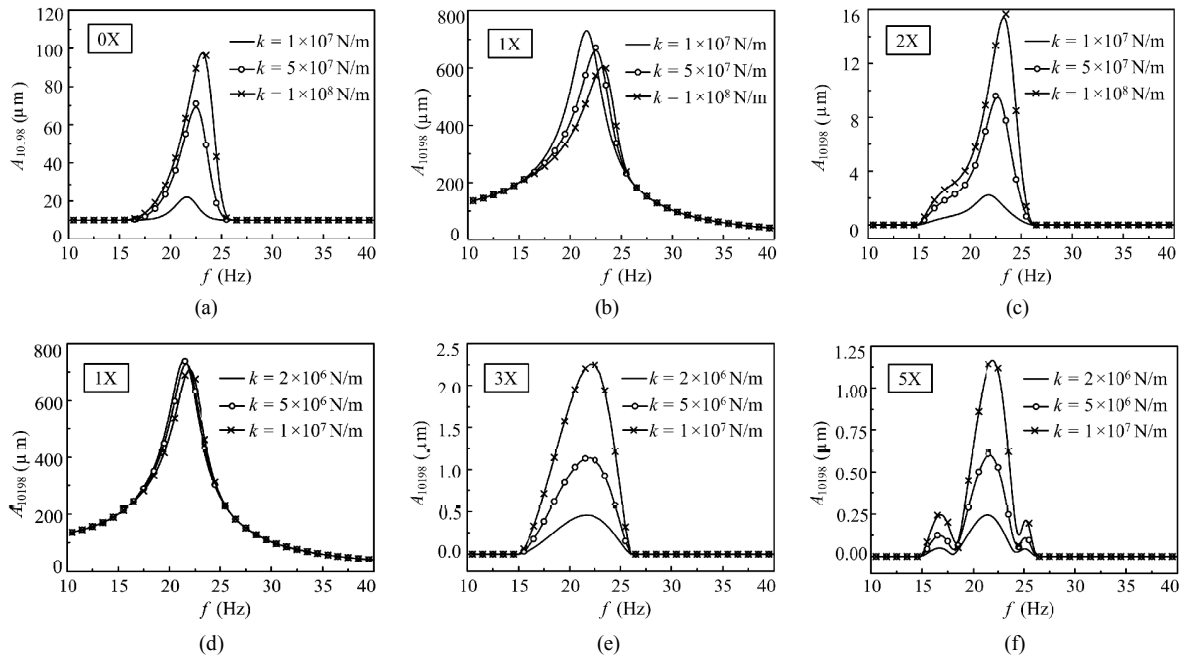 120
100
80
60
40
20
0
A₁₀.₉₈ (μm)
0X
k = 1×10⁷ N/m
k = 5×10⁷ N/m
k − 1×10⁸ N/m
10 15 20 25 30 35 40
f (Hz)
(a)
800
600
400
200
0
A₁₀₁₉₈ (μm)
1X
k = 1×10⁷ N/m
k = 5×10⁷ N/m
k − 1×10⁸ N/m
10 15 20 25 30 35 40
f (Hz)
(b)
16
12
8
4
0
A₁₀₁₉₈ (μm)
2X
k = 1×10⁷ N/m
k = 5×10⁷ N/m
k − 1×10⁸ N/m
10 15 20 25 30 35 40
f (Hz)
(c)
800
600
400
200
0
A₁₀₁₉₈ (μm)
1X
k = 2×10⁶ N/m
k = 5×10⁶ N/m
k = 1×10⁷ N/m
10 15 20 25 30 35 40
f (Hz)
(d)
2.5
2.0
1.5
1.0
0.5
0.0
A₁₀₁₉₈ (μm)
3X
k = 2×10⁶ N/m
k = 5×10⁶ N/m
k = 1×10⁷ N/m
10 15 20 25 30 35 40
f (Hz)
(e)
1.25
1.00
0.75
0.50
0.25
0.00
A₁₀₁₉₈ (μm)
5X
k = 2×10⁶ N/m
k = 5×10⁶ N/m
k = 1×10⁷ N/m
10 15 20 25 30 35 40
f (Hz)
(f)